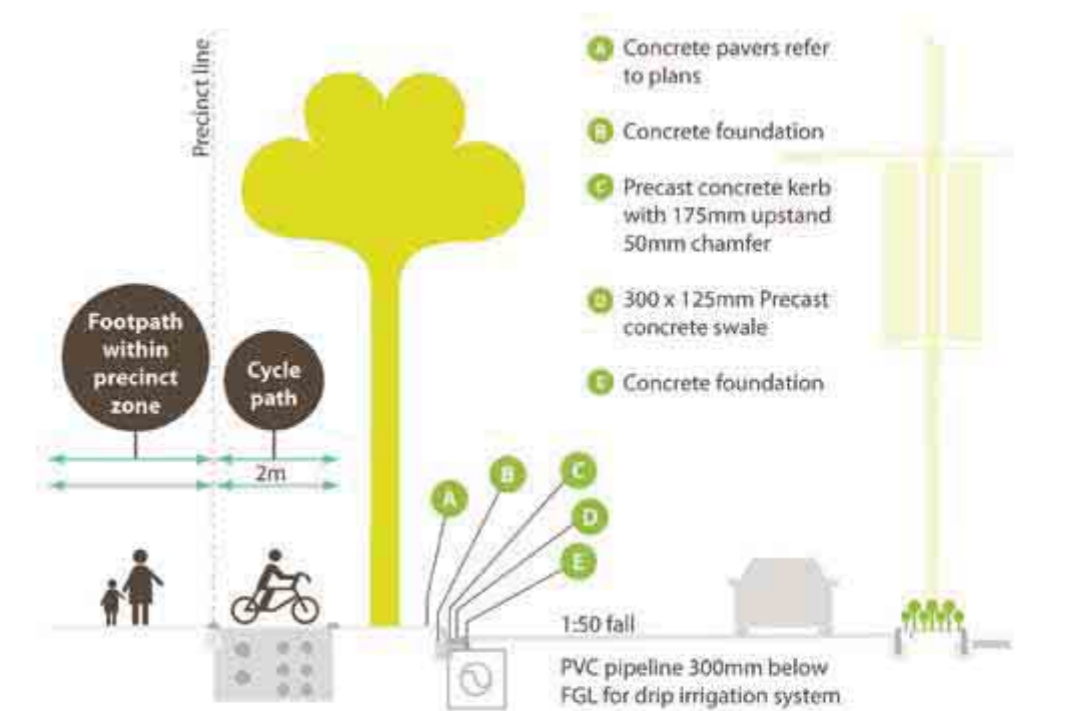 Precinct line
A Concrete pavers refer
to plans
B Concrete foundation
C Precast concrete kerb
with 175mm upstand
50mm chamfer
D 300 x 125mm Precast
concrete swale
E Concrete foundation
Footpath
within
precinct
zone
Cycle
path
2m
A
B
C
D
E
1:50 fall
PVC pipeline 300mm below
FGL for drip irrigation system